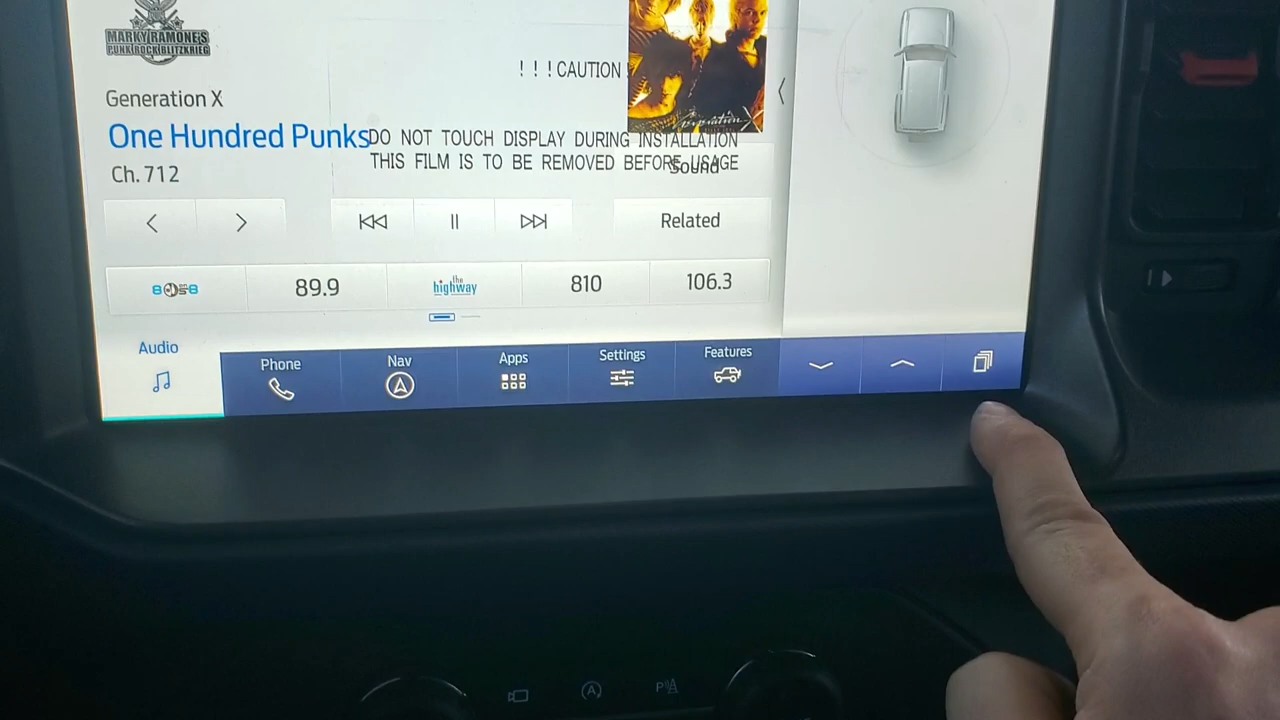 MARKY RAMONE'S
PUNK ROCK BLITZKRIEG
! ! ! CAUTION !
Generation X
One Hundred Punks
DO NOT TOUCH DISPLAY DURING INSTALLATION
THIS FILM IS TO BE REMOVED BEFORE USAGE
Ch. 712
Sound
Related
89.9
the
highway
810
106.3
Audio
Phone
Nav
Apps
Settings
Features
A
P